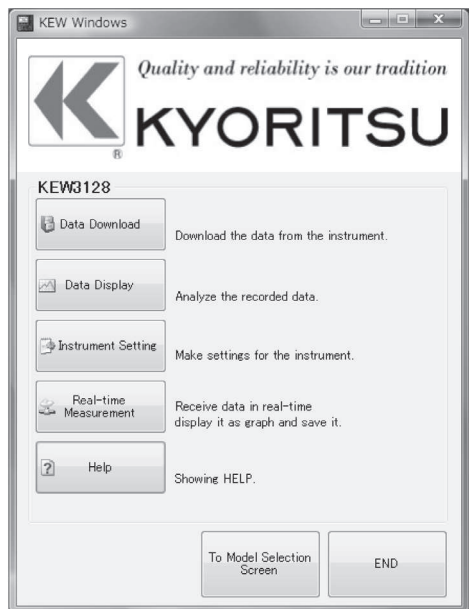 KEW Windows
Quality and reliability is our tradition
K
®
KYORITSU
KEW3128
Data Download
Download the data from the instrument.
Data Display
Analyze the recorded data.
Instrument Setting
Make settings for the instrument.
Real-time
Measurement
Receive data in real-time
display it as graph and save it.
? Help
Showing HELP.
To Model Selection
Screen
END